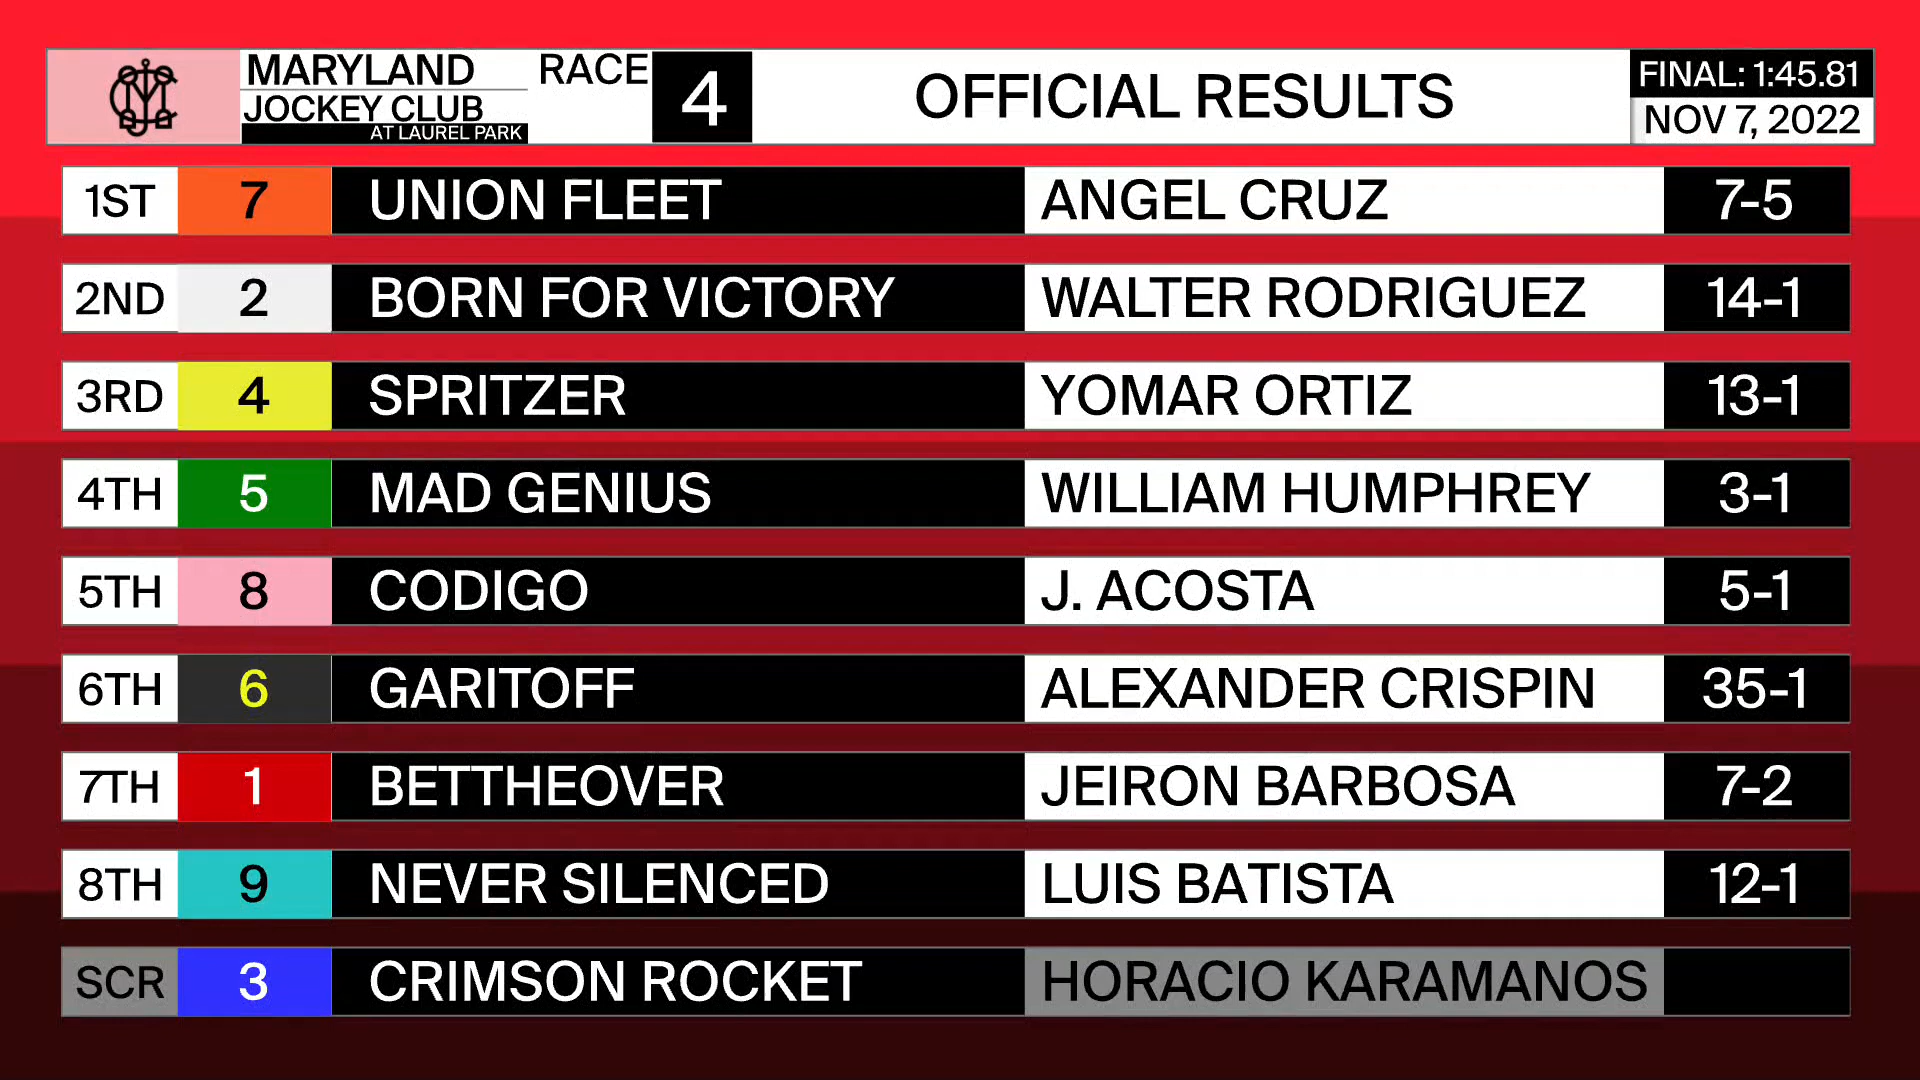 MARYLAND
JOCKEY CLUB
AT LAUREL PARK
RACE 4
OFFICIAL RESULTS
FINAL: 1:45.81
NOV 7, 2022
1ST 7 UNION FLEET ANGEL CRUZ 7-5
2ND 2 BORN FOR VICTORY WALTER RODRIGUEZ 14-1
3RD 4 SPRITZER YOMAR ORTIZ 13-1
4TH 5 MAD GENIUS WILLIAM HUMPHREY 3-1
5TH 8 CODIGO J. ACOSTA 5-1
6TH 6 GARITOFF ALEXANDER CRISPIN 35-1
7TH 1 BETTHEOVER JEIRON BARBOSA 7-2
8TH 9 NEVER SILENCED LUIS BATISTA 12-1
SCR 3 CRIMSON ROCKET HORACIO KARAMANOS